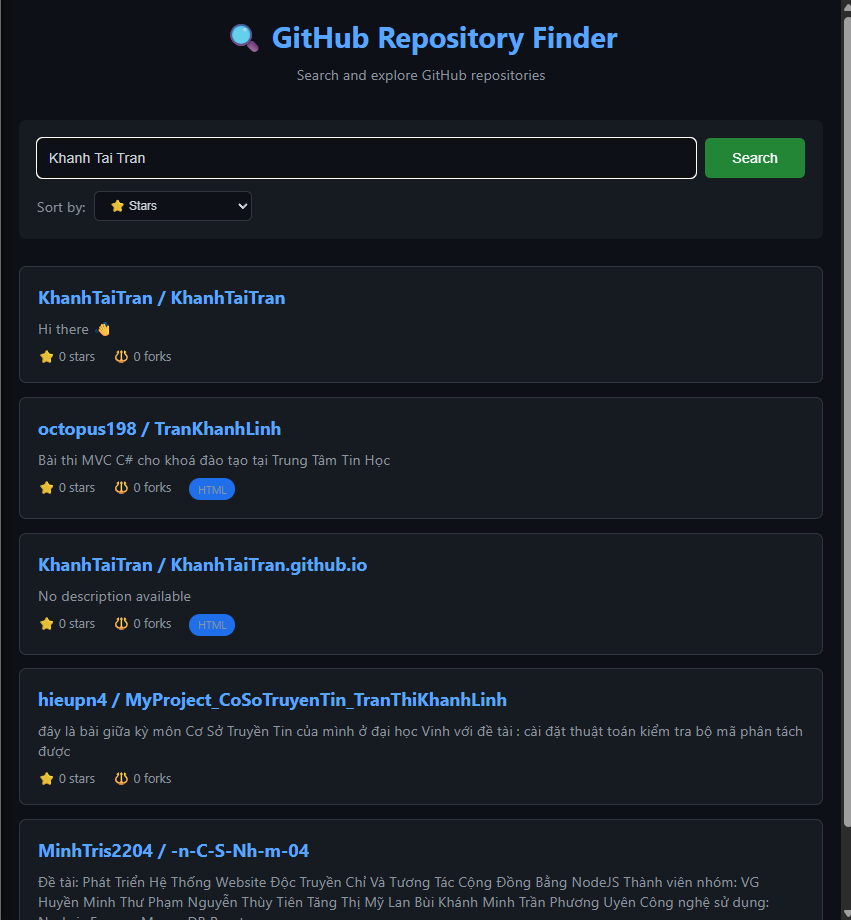 GitHub Repository Finder
Search and explore GitHub repositories
Khanh Tai Tran
Search
Sort by:
Stars
KhanhTaiTran / KhanhTaiTran
Hi there
0 stars 0 forks
octopus198 / TranKhanhLinh
Bài thi MVC C# cho khoá đào tạo tại Trung Tâm Tin Học
0 stars 0 forks HTML
KhanhTaiTran / KhanhTaiTran.github.io
No description available
0 stars 0 forks HTML
hieupn4 / MyProject_CoSoTruyenTin_TranThiKhanhLinh
đây là bài giữa kỳ môn Cơ Sở Truyền Tin của mình ở đại học Vinh với đề tài : cài đặt thuật toán kiểm tra bộ mã phân tách
được
0 stars 0 forks
MinhTris2204 / -n-C-S-Nh-m-04
Đề tài: Phát Triển Hệ Thống Website Độc Truyền Chỉ Và Tương Tác Cộng Đồng Bằng NodeJS Thành viên nhóm: VG
Huyền Minh Thư Phạm Nguyễn Thùy Tiên Tăng Thị Mỹ Lan Bùi Khánh Minh Trần Phương Uyên Công nghệ sử dụng: